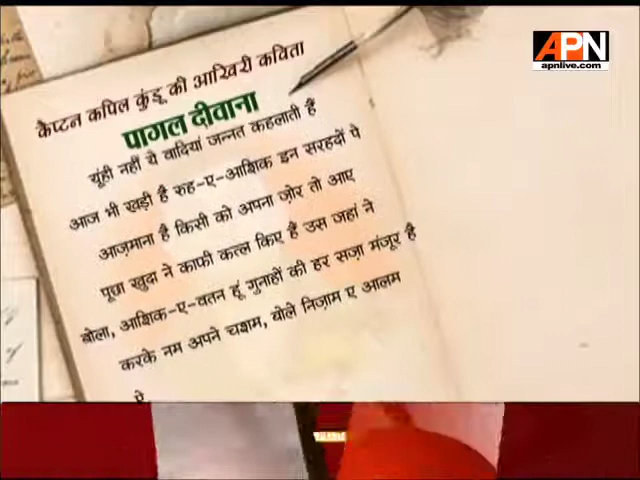 APN
apnlive.com
कैप्टन कपिल कुंडू की आखिरी कविता
पागल दीवाना
यूंही नहीं ये वादियां जन्नत कहलाती हैं
आज भी खड़ी है रुह-ए-आशिक इन सरहदों पे
आज़माना है किसी को अपना ज़ोर तो आए
पूछा खुदा ने काफी कत्ल किए हैं उस जहां ने
बोला, आशिक-ए-वतन हूं गुनाहों की हर सज़ा मंजूर है
करके नम अपने चशम, बोले निज़ाम ए आलम
ऐ